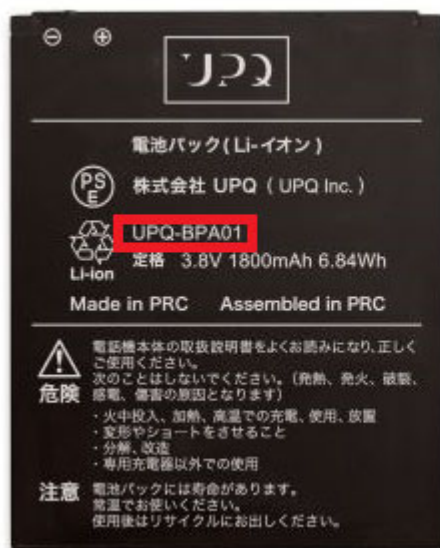 ⊖ ⊕
UPQ
電池パック(Li-イオン)
PSE 株式会社 UPQ(UPQ Inc.)
UPQ-BPA01
Li-ion 定格 3.8V 1800mAh 6.84Wh
Made in PRC Assembled in PRC
危険 電話機本体の取扱説明書をよくお読みになり、正しく
ご使用ください。
次のことはしないでください。(発熱、発火、破裂、
感電、傷害の原因となります)
・火中投入、加熱、高温での充電、使用、放置
・変形やショートをさせること
・分解、改造
・専用充電器以外での使用
注意 電池パックには寿命があります。
常温でお使いください。
使用後はリサイクルにお出しください。